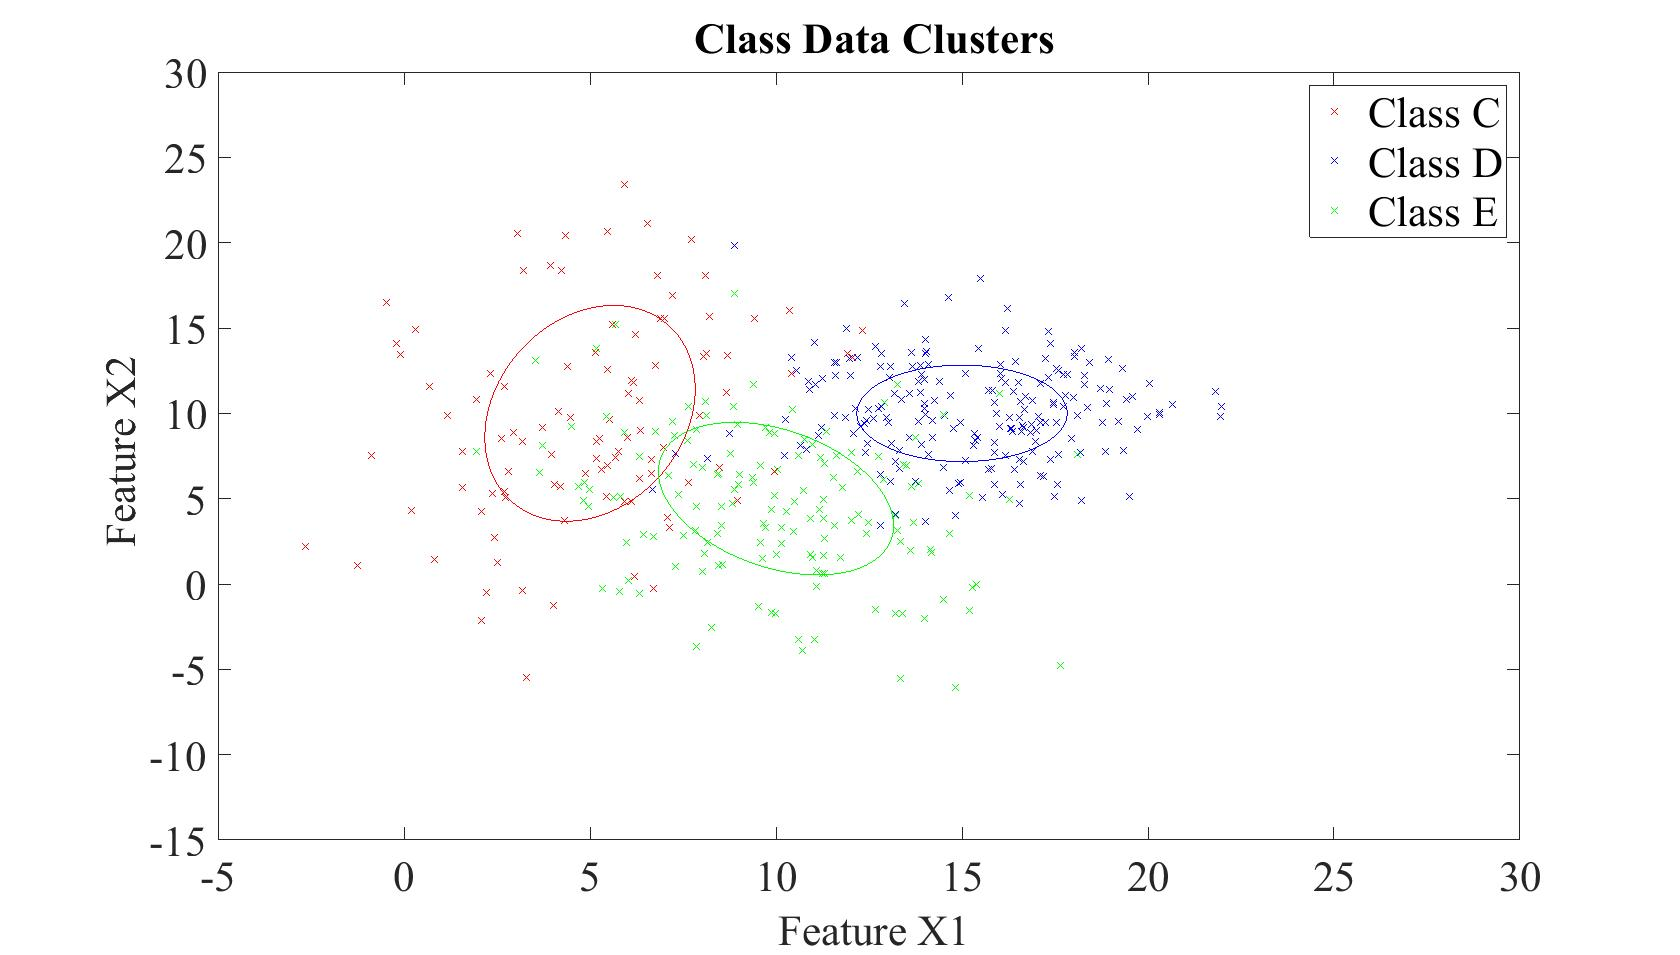 Class Data Clusters
30
25
20
15
10
5
0
-5
-10
-15
-5 0 5 10 15 20 25 30
Feature X1
Feature X2
Class C
Class D
Class E